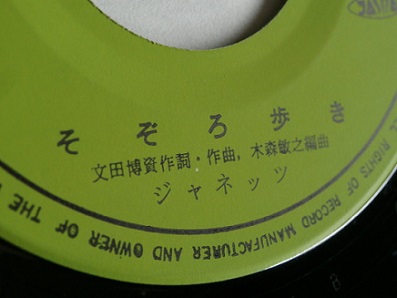 そぞろ歩き
文田博資作詞・作曲, 木森敏之編曲
ジャネッツ
RIGHTS OF RECORD MANUFACTURER AND OWNER OF THE